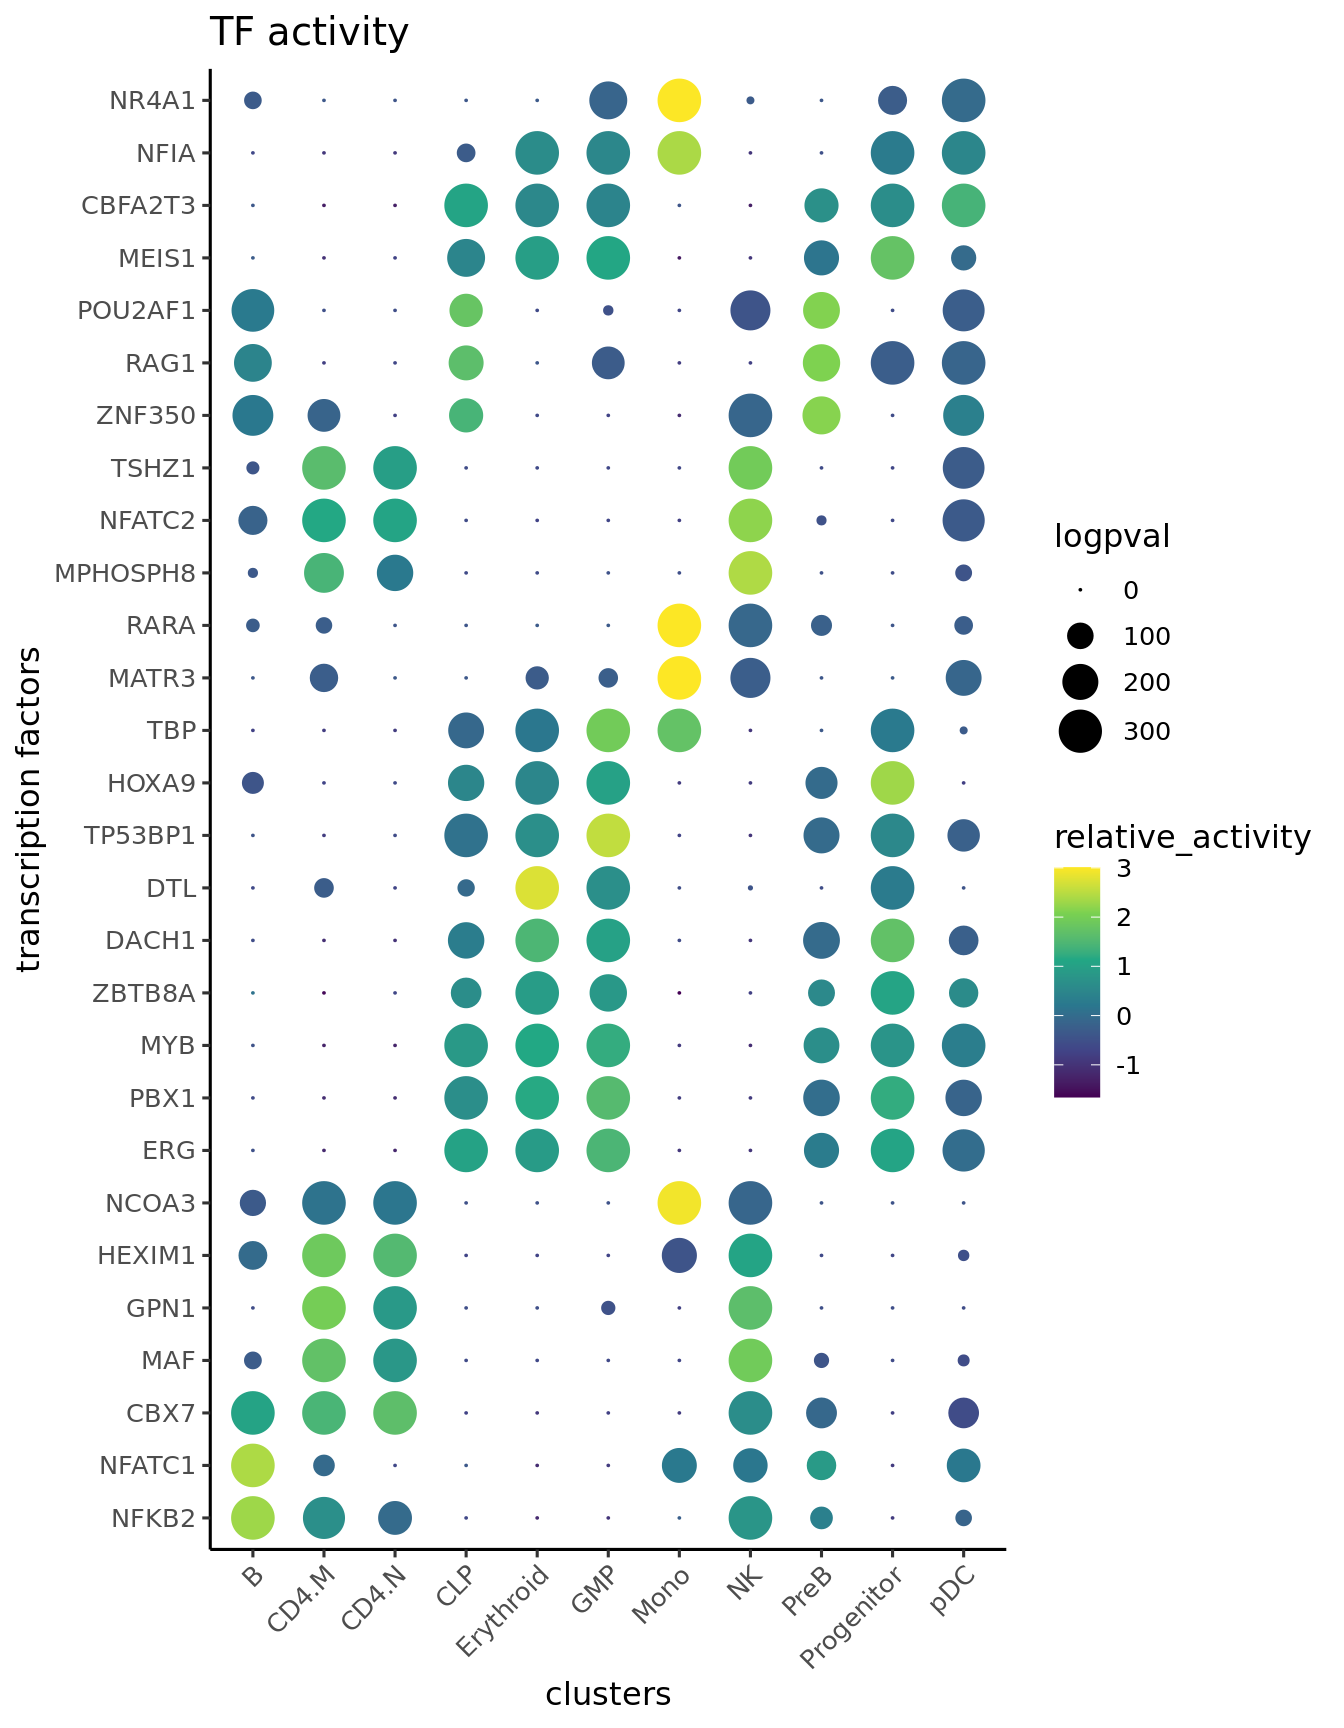 TF activity
NR4A1
NFIA
CBFA2T3
MEIS1
POU2AF1
RAG1
ZNF350
TSHZ1
NFATC2
MPHOSPH8
RARA
MATR3
TBP
HOXA9
TP53BP1
DTL
DACH1
ZBTB8A
MYB
PBX1
ERG
NCOA3
HEXIM1
GPN1
MAF
CBX7
NFATC1
NFKB2
transcription factors
B
CD4.M
CD4.N
CLP
Erythroid
GMP
Mono
NK
PreB
Progenitor
pDC
clusters
logpval
0
100
200
300
relative_activity
3
2
1
0
-1